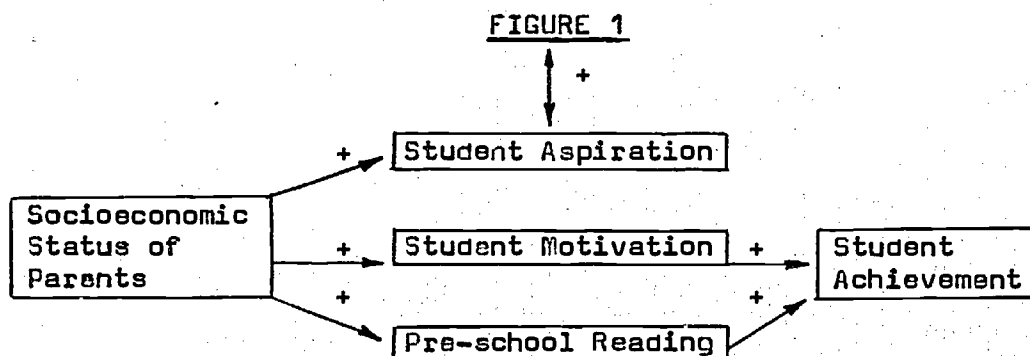 FIGURE 1
+
+
Student Aspiration
Socioeconomic
Status of
Parents
+
Student Motivation
+
Student
Achievement
+
+
Pre-school Reading